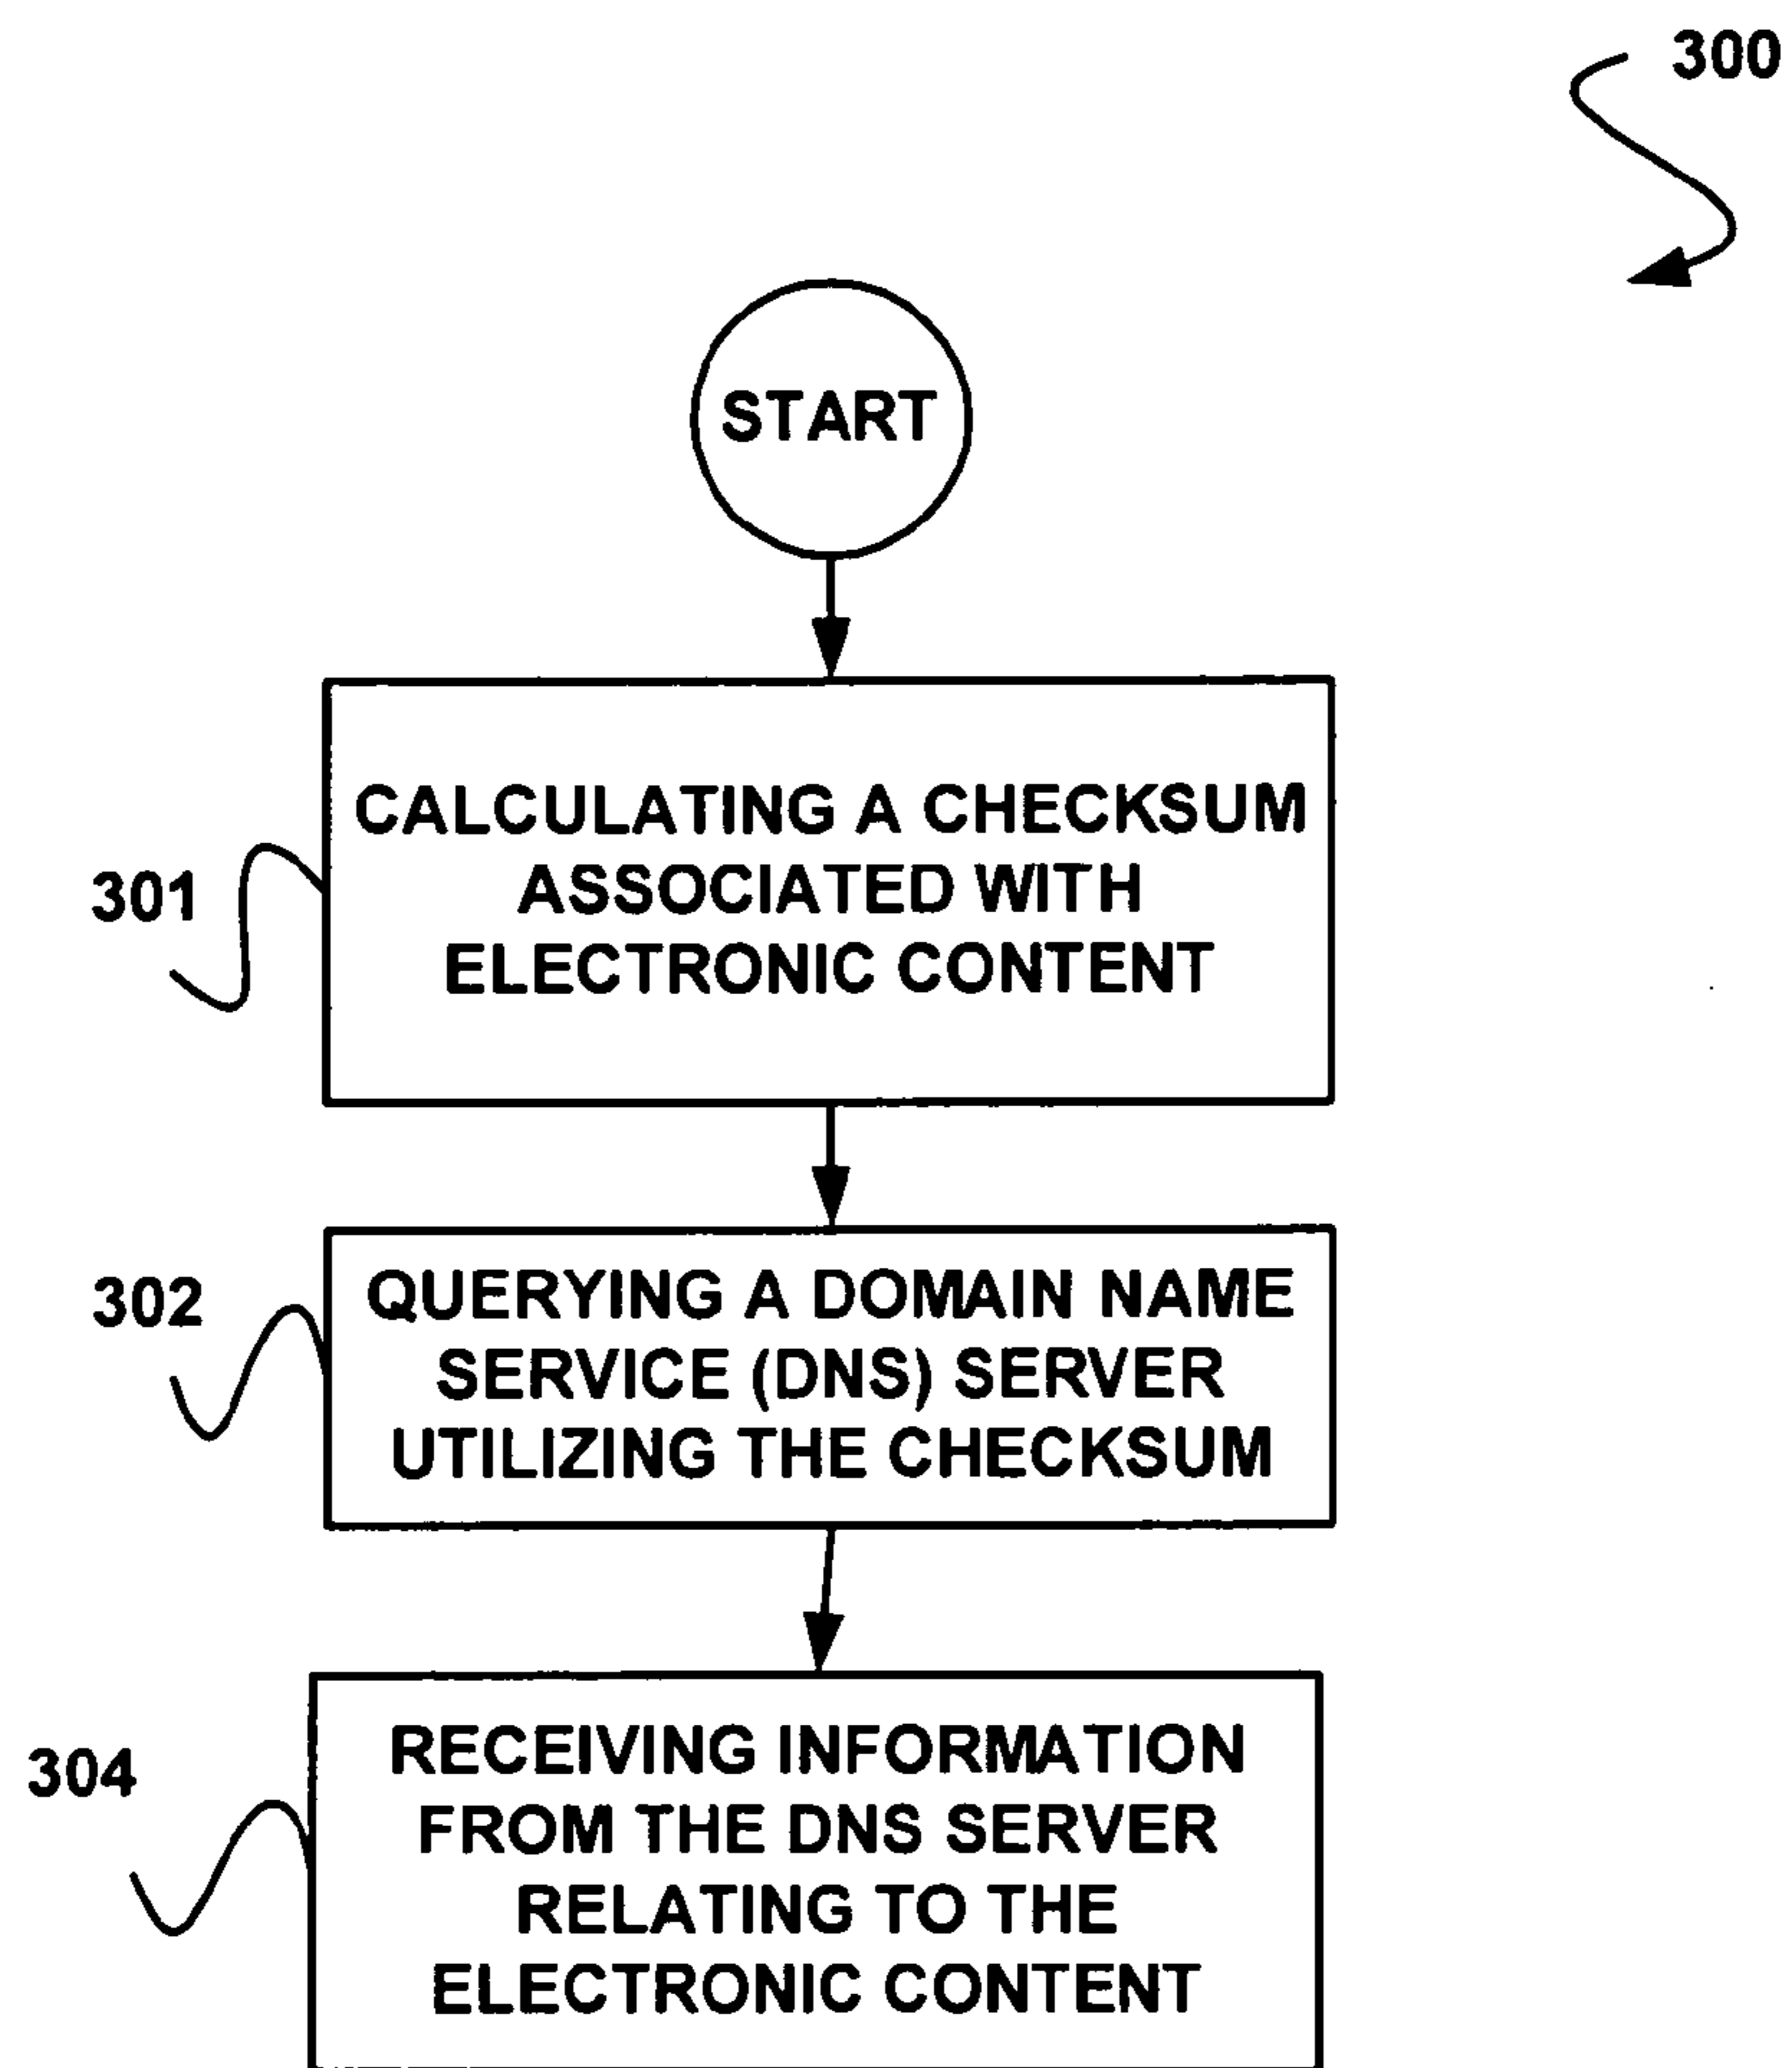 300
START
CALCULATING A CHECKSUM
ASSOCIATED WITH
ELECTRONIC CONTENT
301
QUERYING A DOMAIN NAME
SERVICE (DNS) SERVER
UTILIZING THE CHECKSUM
302
RECEIVING INFORMATION
FROM THE DNS SERVER
RELATING TO THE
ELECTRONIC CONTENT
304